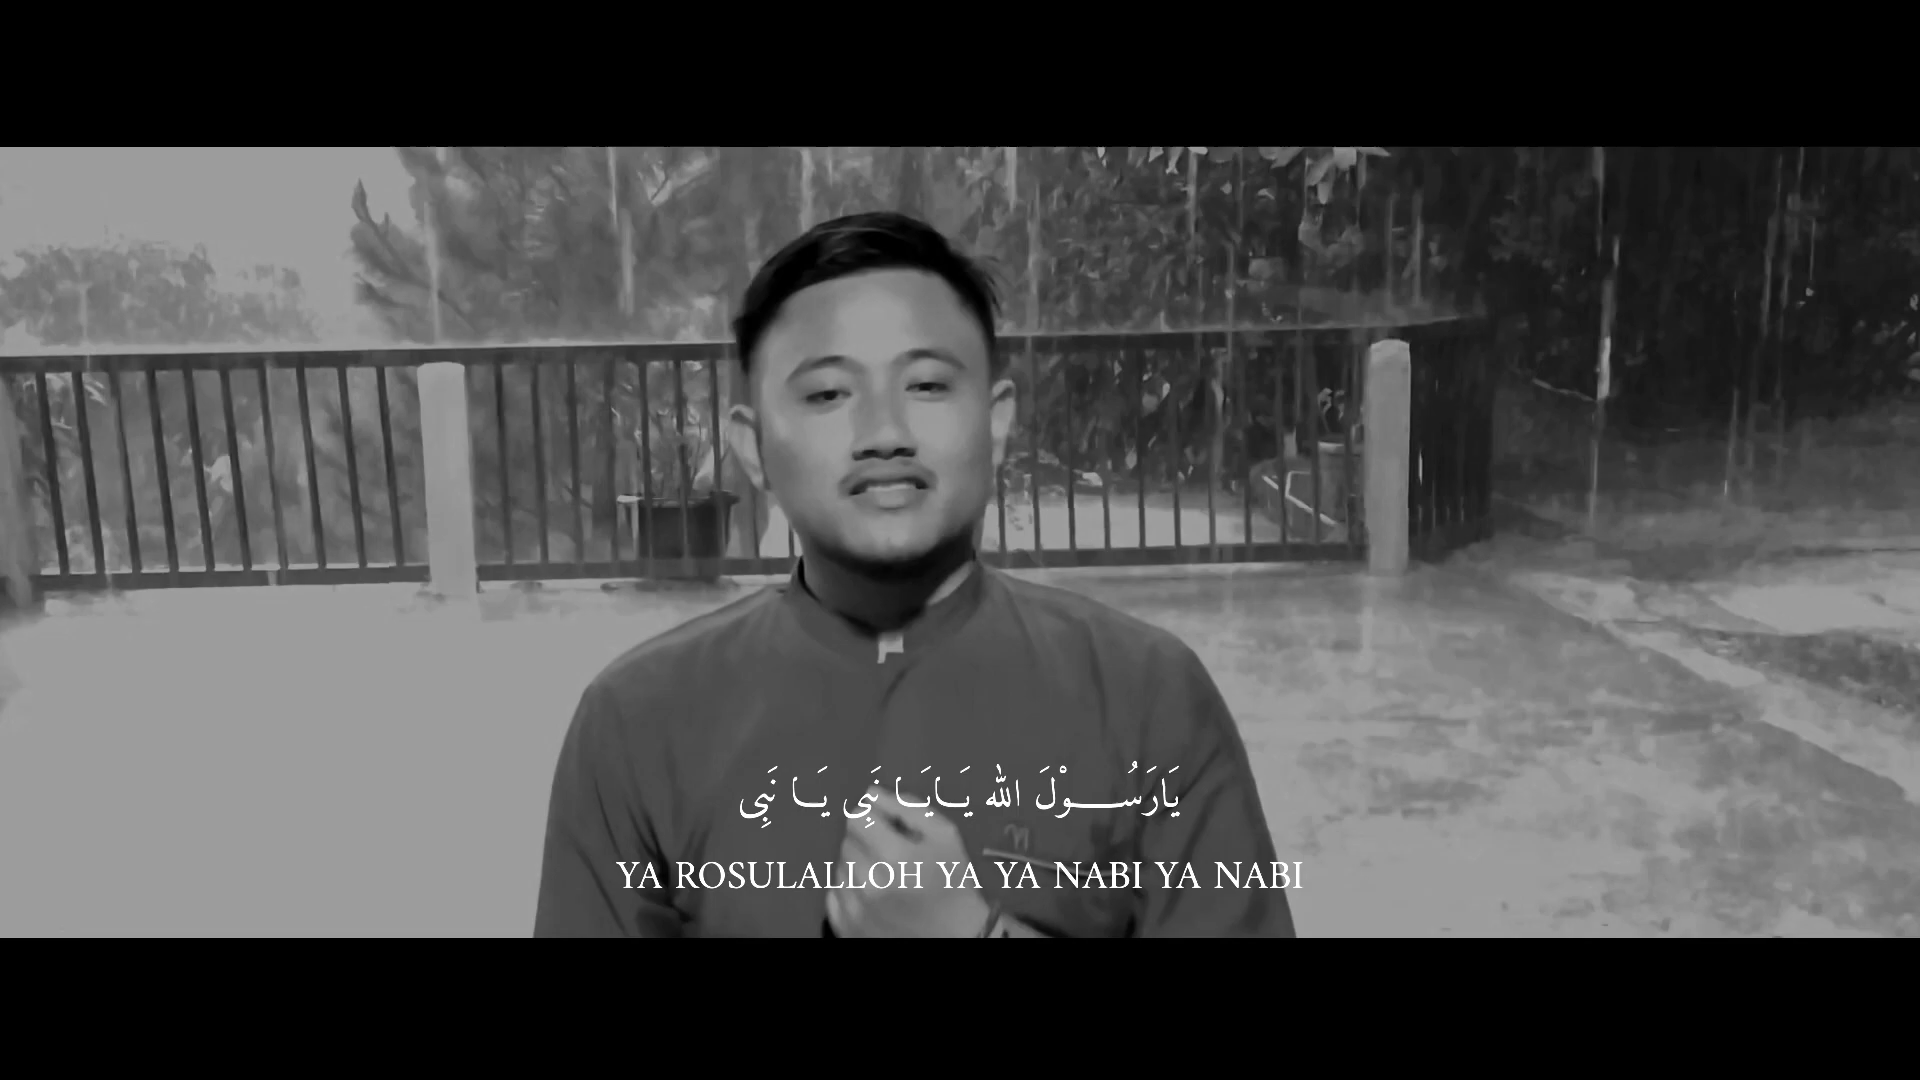 يَارَسُـــوْلَ الله يَـايَـا نَبِى يَـا نَبِى
YA ROSULALLOH YA YA NABI YA NABI